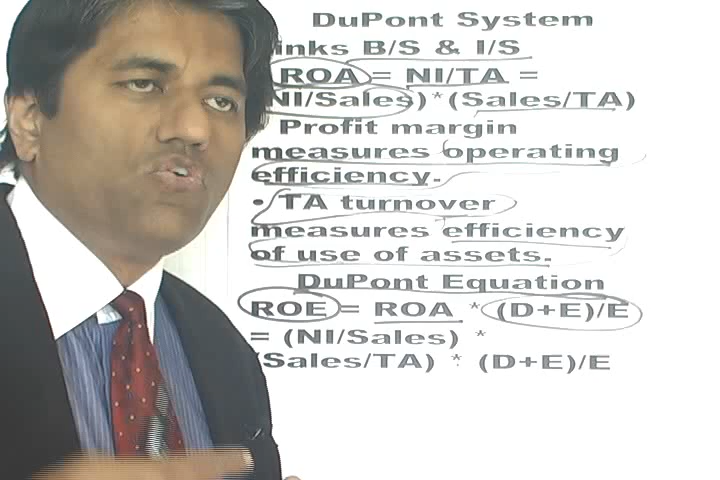 DuPont System
inks B/S & I/S
ROA = NI/TA =
NI/Sales) * (Sales/TA)
Profit margin
measures operating
efficiency.
• TA turnover
measures efficiency
of use of assets.
DuPont Equation
ROE = ROA * (D+E)/E
= (NI/Sales) *
(Sales/TA) * (D+E)/E